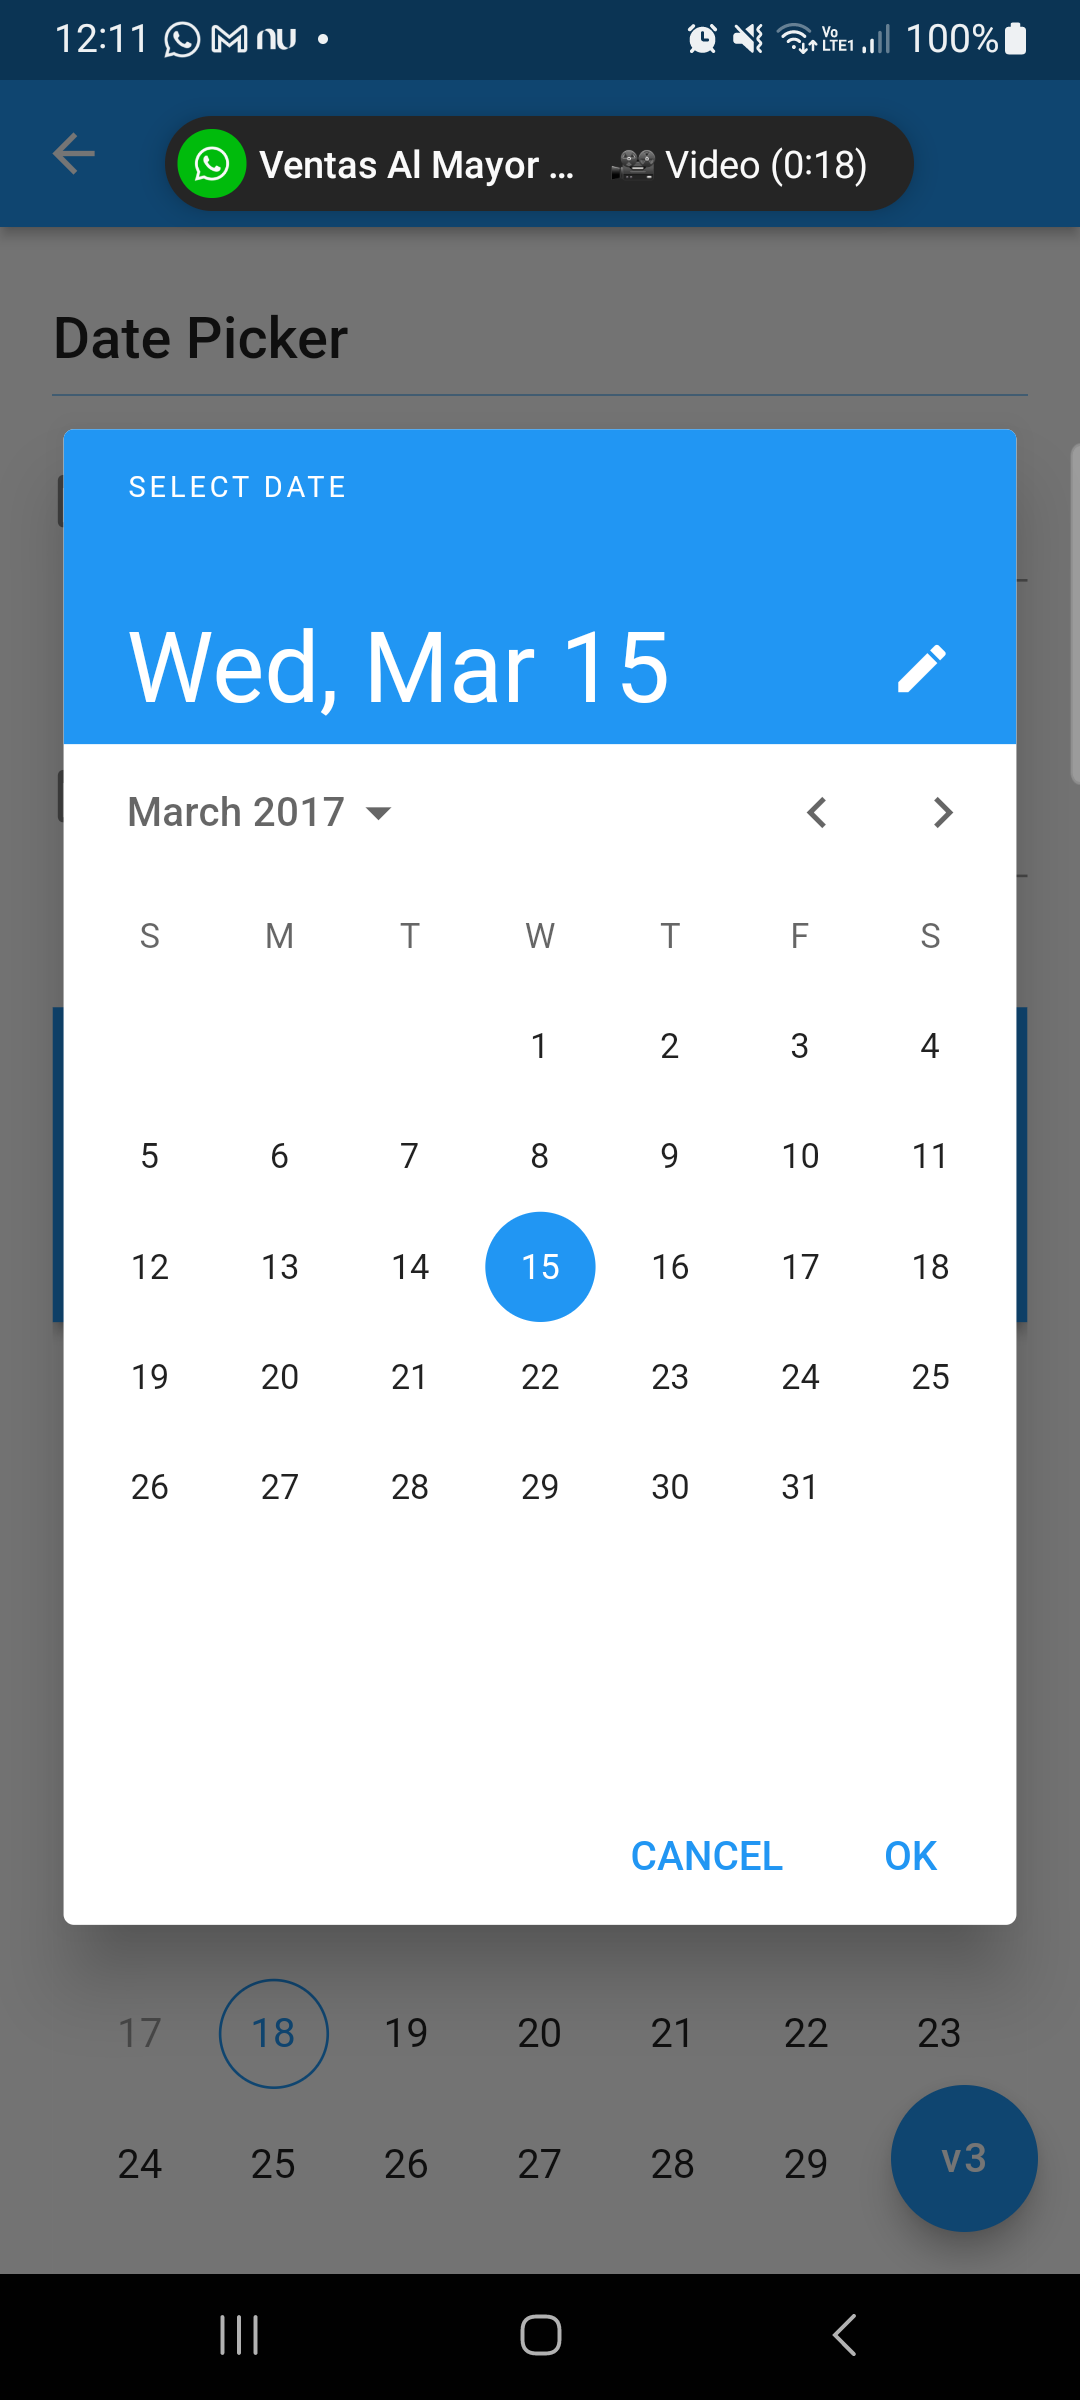 12:11 nu 100%
Vo
LTE1
Ventas Al Mayor ... Video (0:18)
Date Picker
SELECT DATE
Wed, Mar 15
March 2017
S M T W T F S
1 2 3 4
5 6 7 8 9 10 11
12 13 14 15 16 17 18
19 20 21 22 23 24 25
26 27 28 29 30 31
CANCEL OK
17 18 19 20 21 22 23
24 25 26 27 28 29
v3